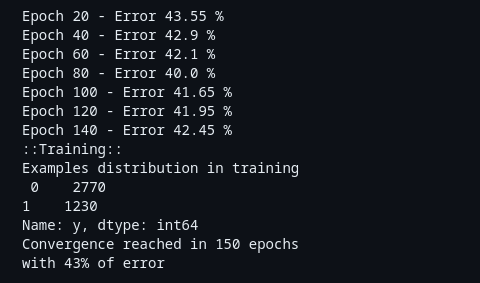 Epoch 20 - Error 43.55 %
Epoch 40 - Error 42.9 %
Epoch 60 - Error 42.1 %
Epoch 80 - Error 40.0 %
Epoch 100 - Error 41.65 %
Epoch 120 - Error 41.95 %
Epoch 140 - Error 42.45 %
::Training::
Examples distribution in training
 0    2770
1    1230
Name: y, dtype: int64
Convergence reached in 150 epochs
with 43% of error